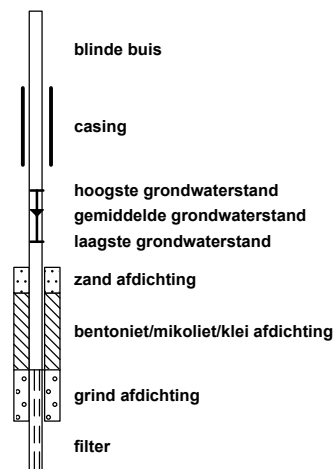 blinde buis
casing
hoogste grondwaterstand
gemiddelde grondwaterstand
laagste grondwaterstand
zand afdichting
bentoniet/mikoliet/klei afdichting
grind afdichting
filter